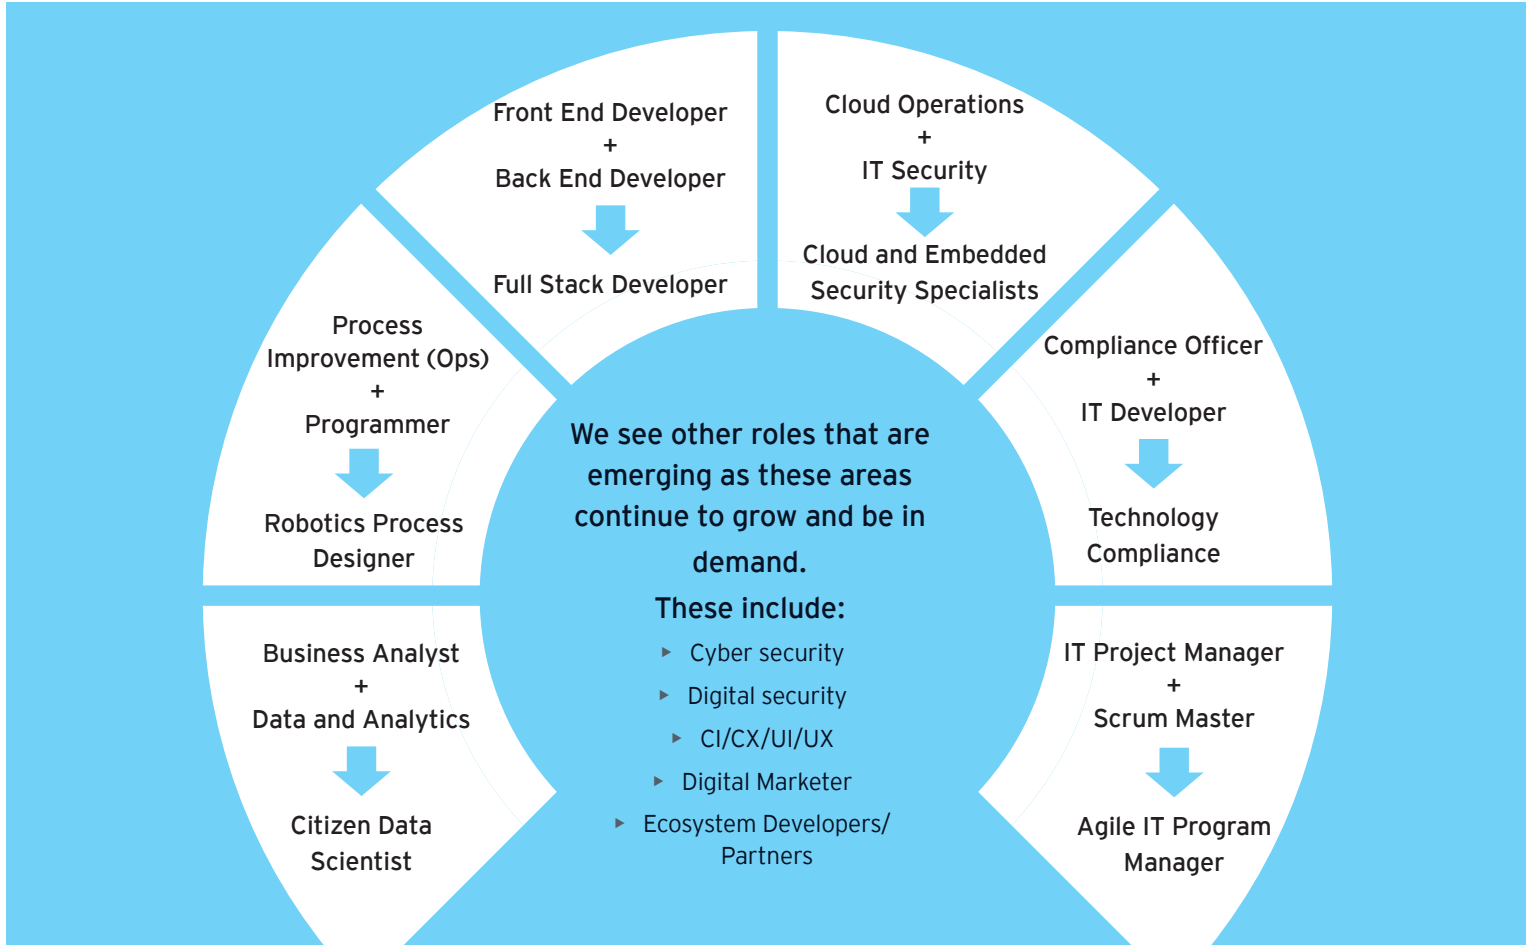 Front End Developer
+
Back End Developer
Full Stack Developer
Cloud Operations
+
IT Security
Cloud and Embedded
Security Specialists
Process
Improvement (Ops)
+
Programmer
Robotics Process
Designer
Compliance Officer
+
IT Developer
Technology
Compliance
Business Analyst
+
Data and Analytics
Citizen Data
Scientist
We see other roles that are
emerging as these areas
continue to grow and be in
demand.
These include:
▸ Cyber security
▸ Digital security
▸ CI/CX/UI/UX
▸ Digital Marketer
▸ Ecosystem Developers/
Partners
IT Project Manager
+
Scrum Master
Agile IT Program
Manager